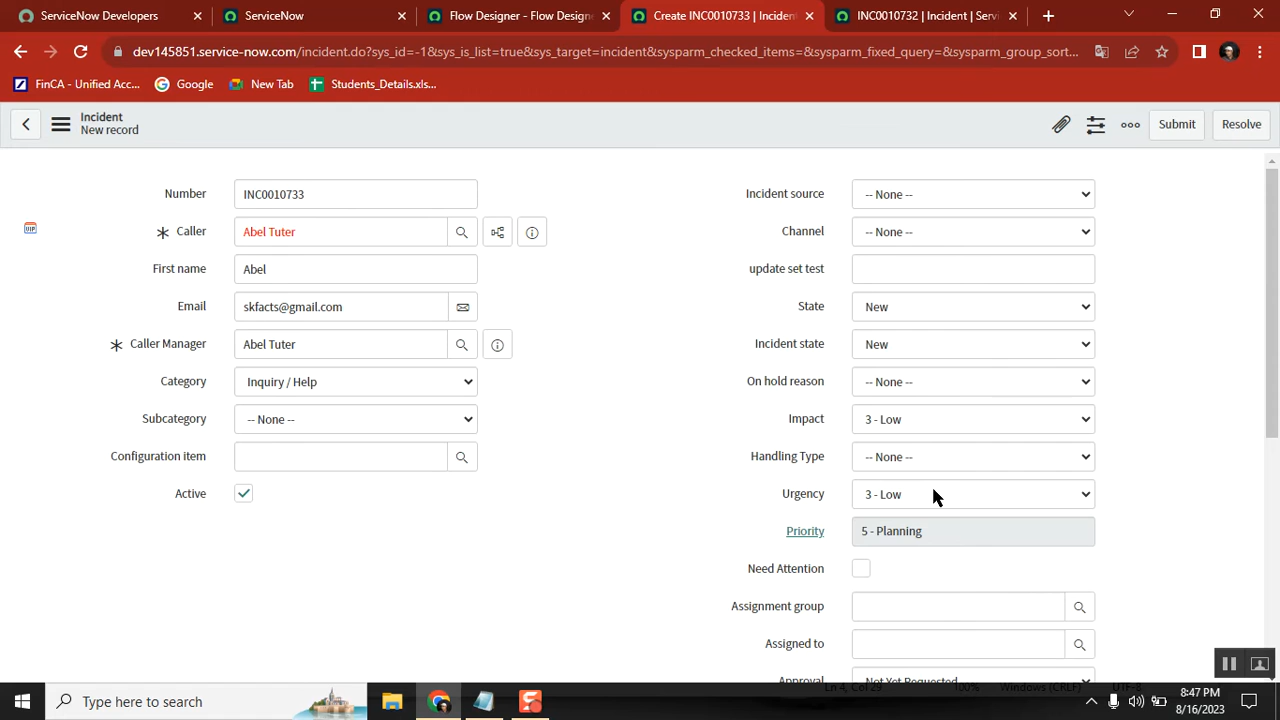 ServiceNow Developers
ServiceNow
Flow Designer - Flow Designe
Create INC0010733 | Incident
INC0010732 | Incident | Servi
dev145851.service-now.com/incident.do?sys_id=-1&sys_is_list=true&sys_target=incident&sysparm_checked_items=&sysparm_fixed_query=&sysparm_group_sort...
FinCA - Unified Acc...
Google
New Tab
Students_Details.xls...
Incident
New record
Submit
Resolve
Number
INC0010733
Incident source
-- None --
VIP
Caller
Abel Tuter
Channel
-- None --
First name
Abel
update set test
Email
skfacts@gmail.com
State
New
Caller Manager
Abel Tuter
Incident state
New
Category
Inquiry / Help
On hold reason
-- None --
Subcategory
-- None --
Impact
3 - Low
Configuration item
Handling Type
-- None --
Active
Urgency
3 - Low
Priority
5 - Planning
Need Attention
Assignment group
Assigned to
Approval
Not Yet Requested
Ln 4, Col 29
100%
Windows (CRLF)
UTF-8
Type here to search
8:47 PM
8/16/2023